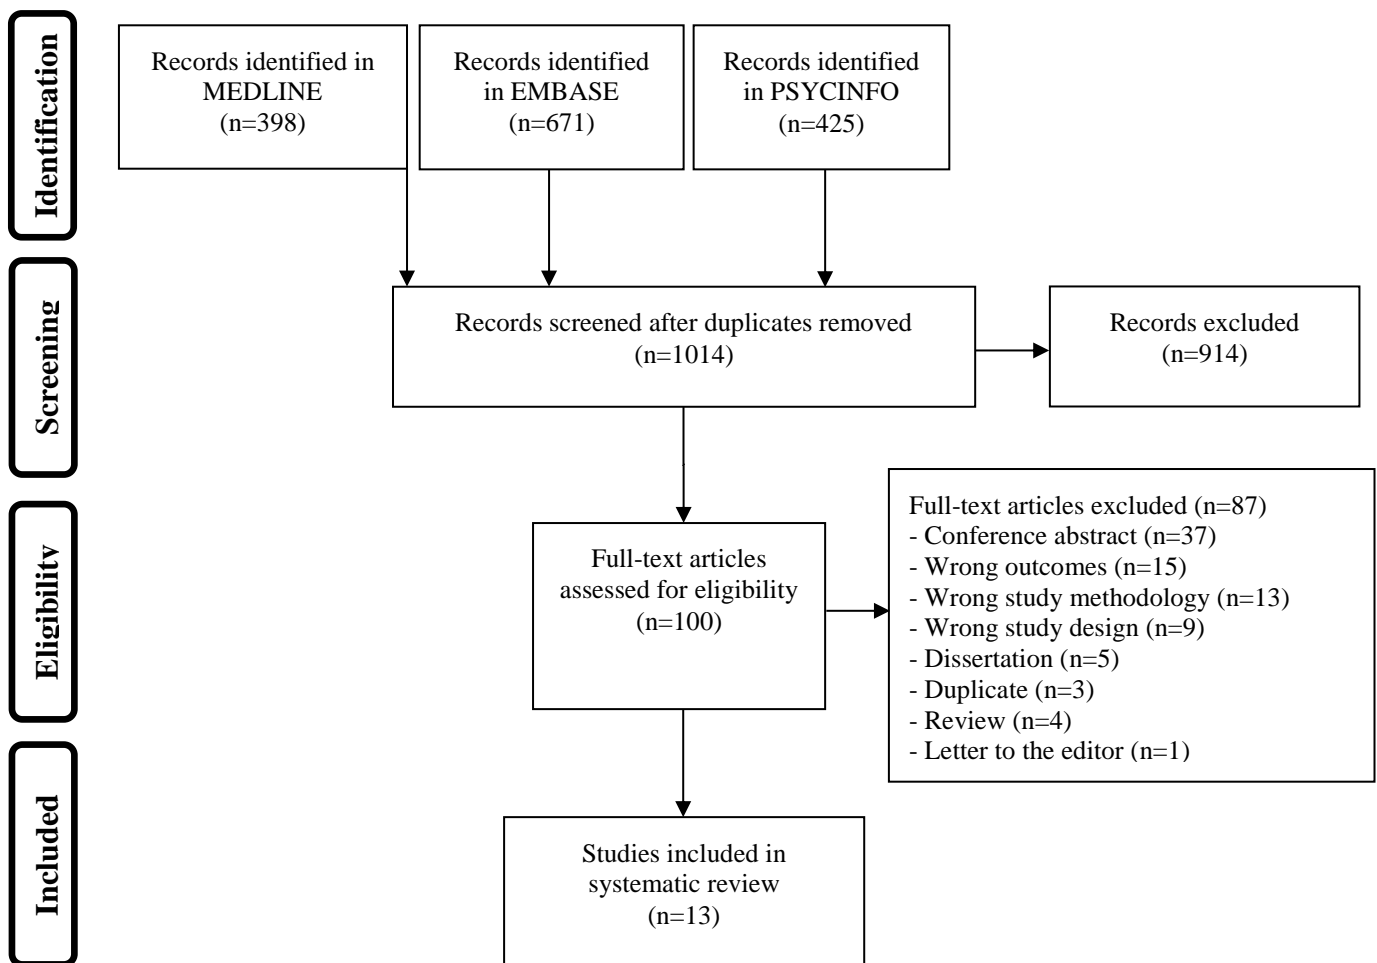 Identification
Records identified in
MEDLINE
(n=398)
Records identified
in EMBASE
(n=671)
Records identified
in PSYCINFO
(n=425)
Screening
Records screened after duplicates removed
(n=1014)
Records excluded
(n=914)
Eligibility
Full-text articles
assessed for eligibility
(n=100)
Full-text articles excluded (n=87)
- Conference abstract (n=37)
- Wrong outcomes (n=15)
- Wrong study methodology (n=13)
- Wrong study design (n=9)
- Dissertation (n=5)
- Duplicate (n=3)
- Review (n=4)
- Letter to the editor (n=1)
Included
Studies included in
systematic review
(n=13)